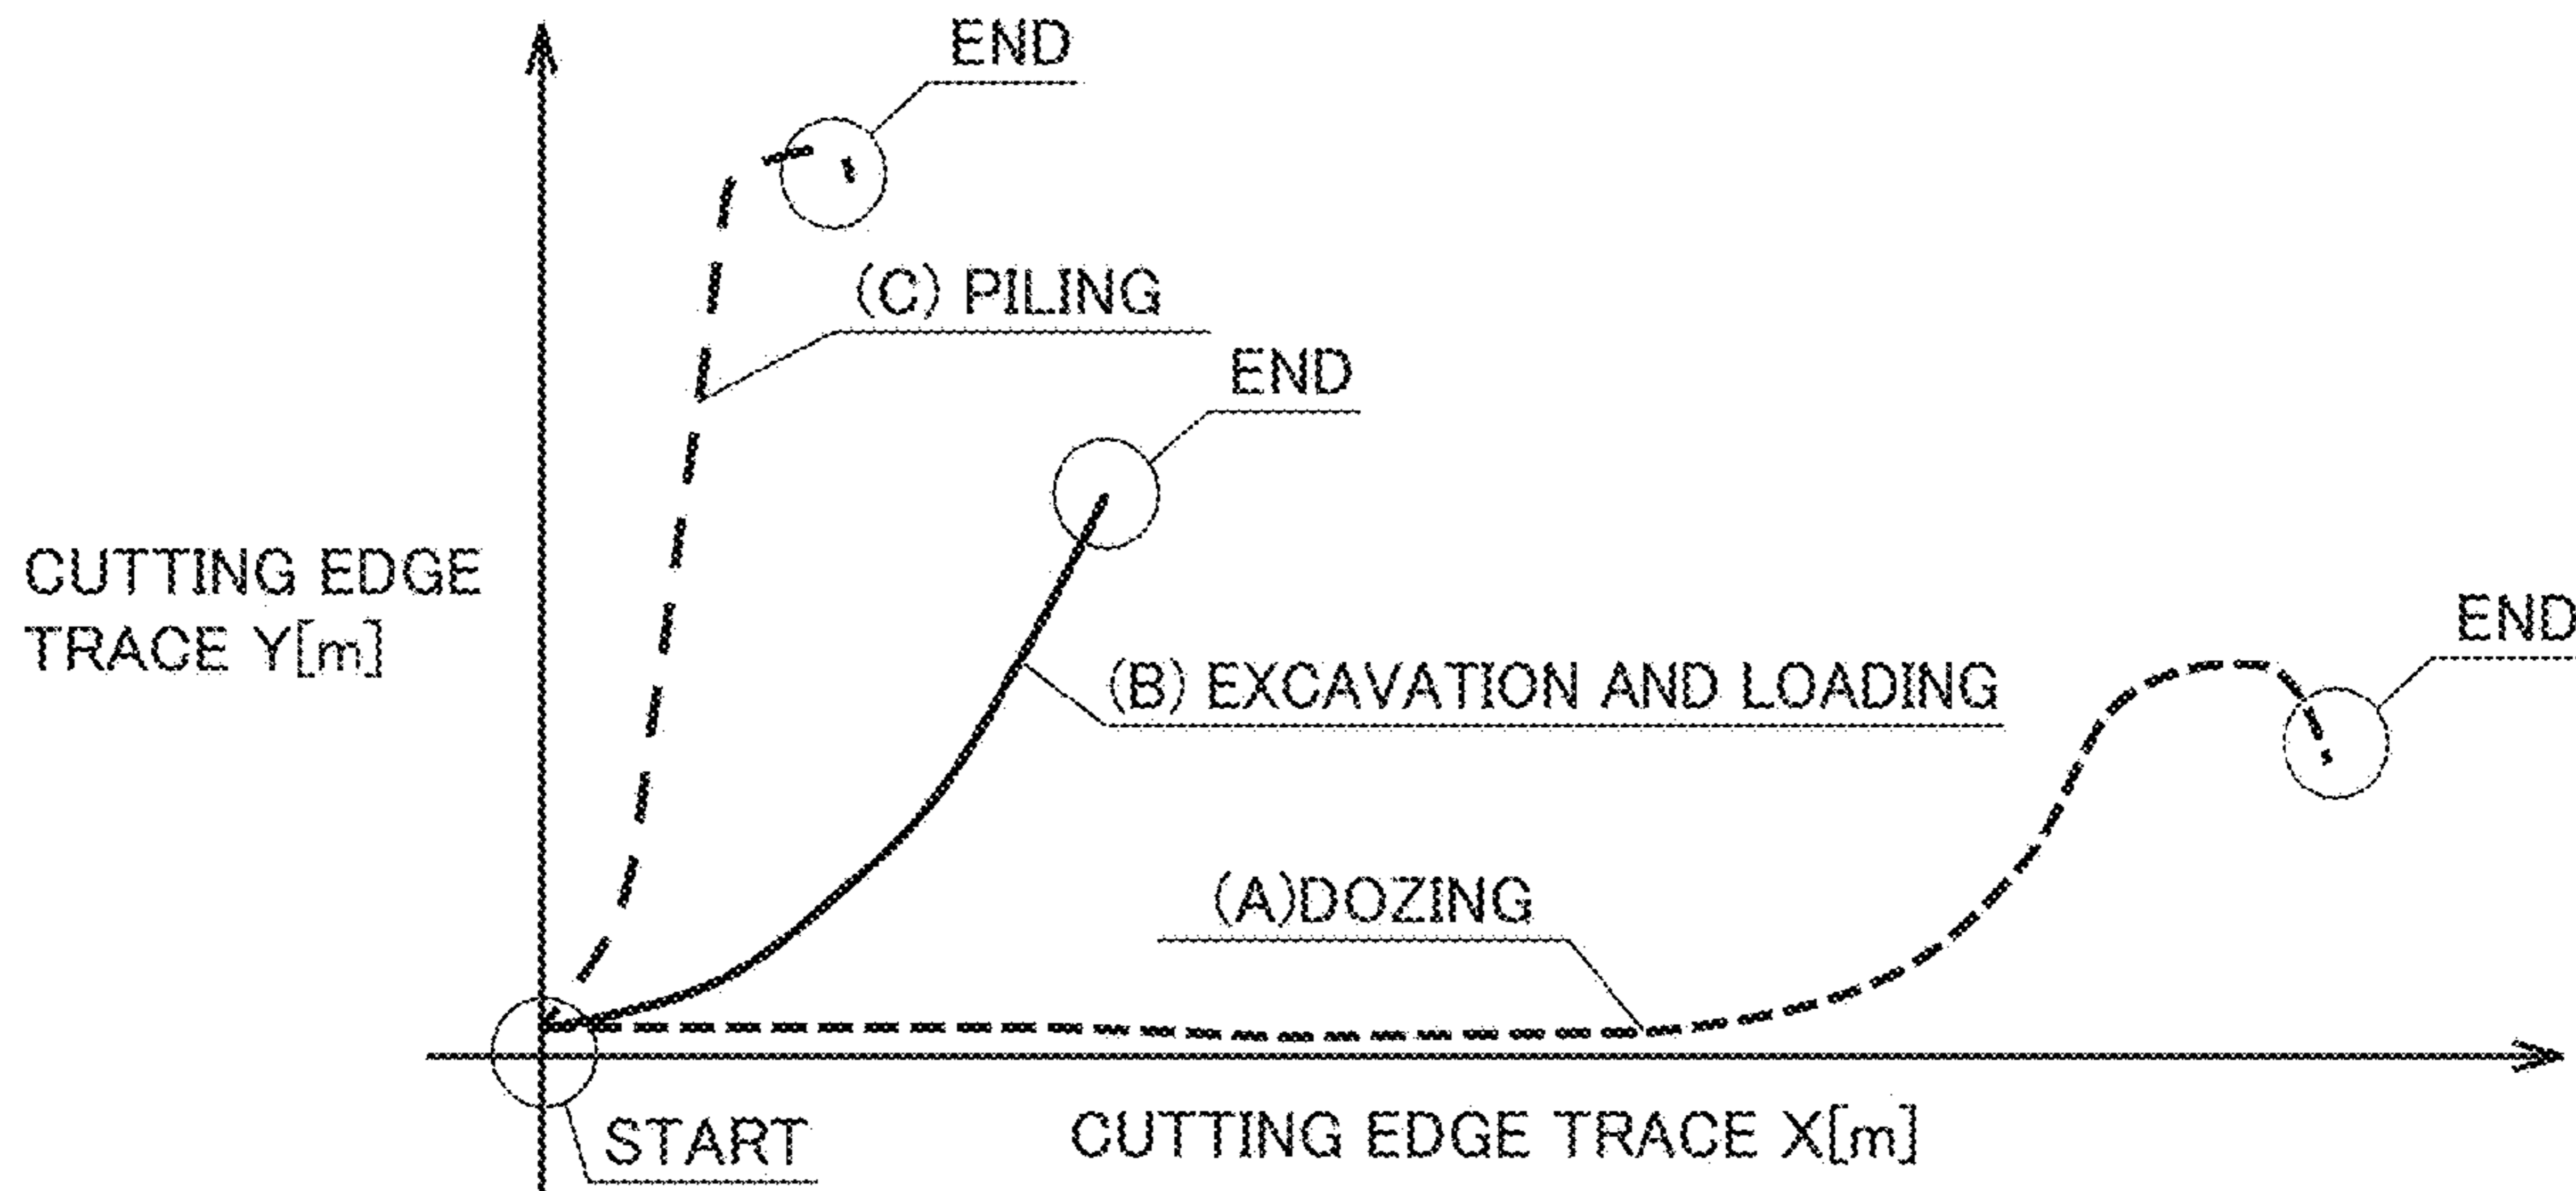 END
(C) PILING
END
CUTTING EDGE
TRACE Y[m]
END
(B) EXCAVATION AND LOADING
(A)DOZING
START
CUTTING EDGE TRACE X[m]